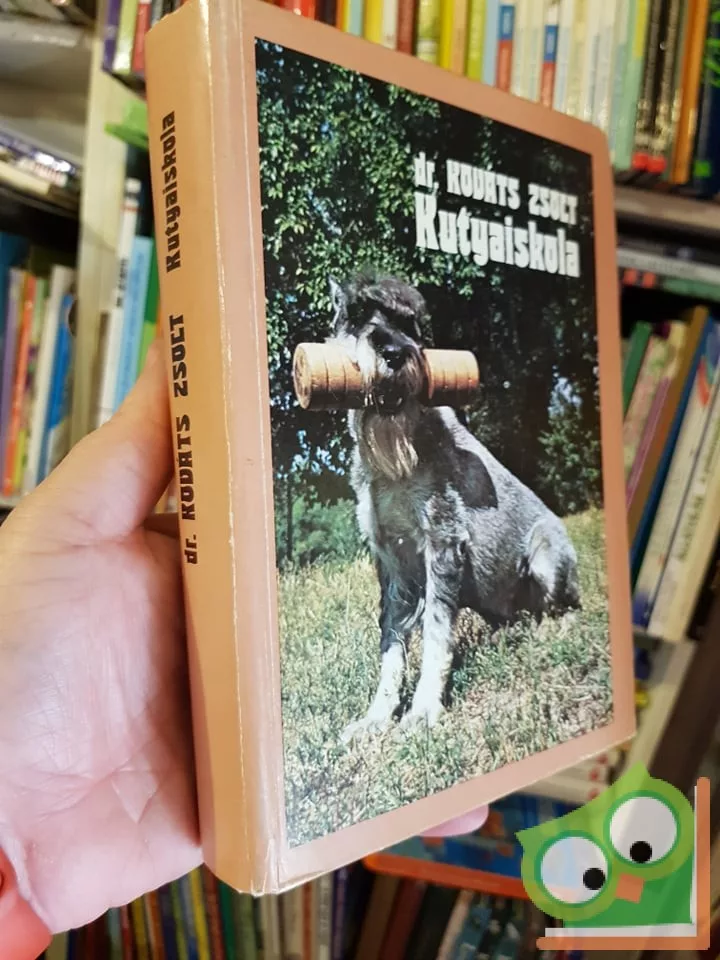 dr. KOVÁTS ZSOLT
Kutyaiskola
dr. KOVÁTS ZSOLT Kutyaiskola